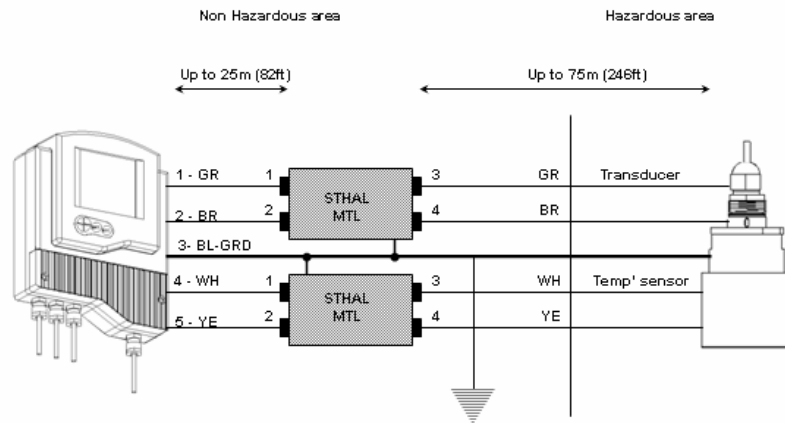 Non Hazardous area
Hazardous area
Up to 25m (82ft)
Up to 75m (246ft)
1 - GR
1
STHAL
MTL
3
GR
Transducer
2 - BR
2
4
BR
3- BL-GRD
4 - WH
1
STHAL
MTL
3
WH
Temp' sensor
5 - YE
2
4
YE